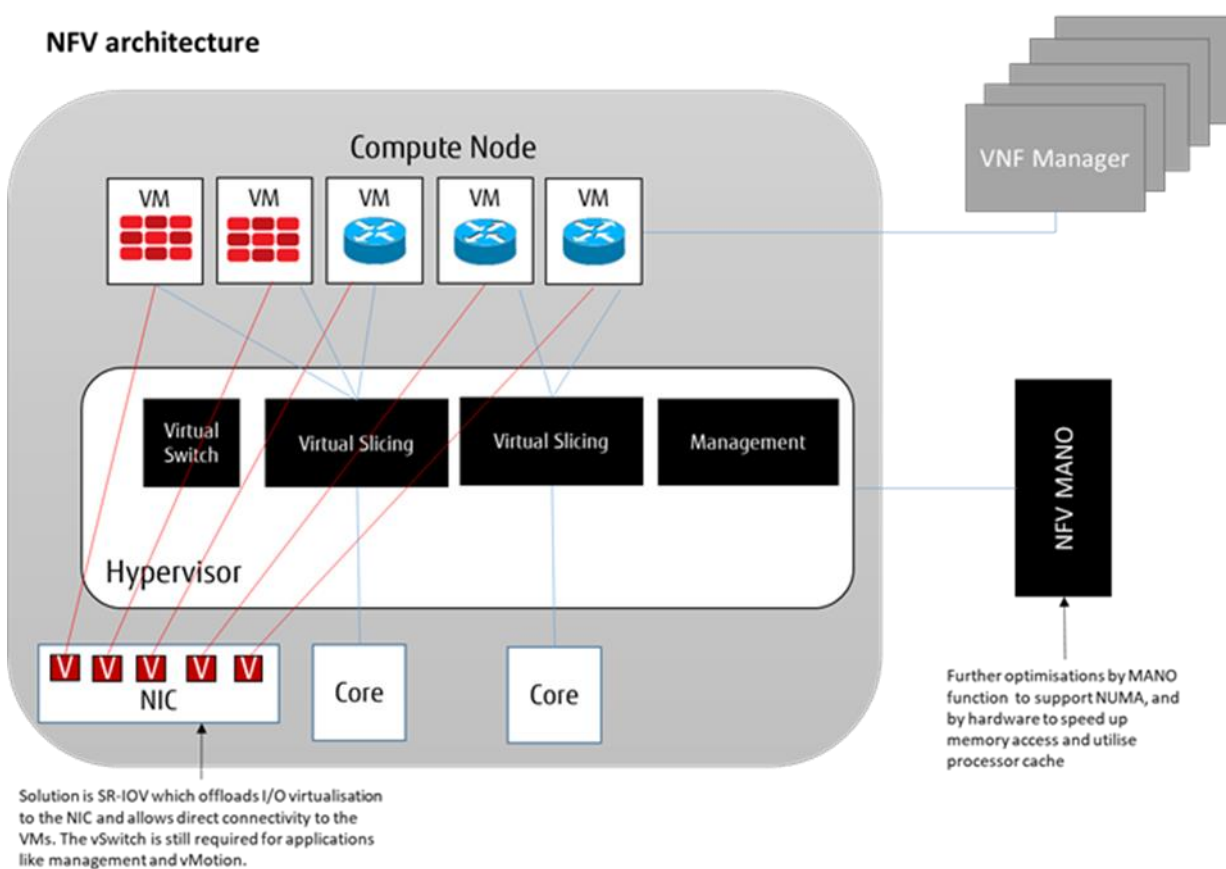 NFV architecture
VNF Manager
Compute Node
VM
VM
VM
VM
VM
Virtual
Switch
Virtual Slicing
Virtual Slicing
Management
Hypervisor
NFV MANO
V
V
V
V
V
NIC
Core
Core
Further optimisations by MANO
function to support NUMA, and
by hardware to speed up
memory access and utilise
processor cache
Solution is SR-IOV which offloads I/O virtualisation
to the NIC and allows direct connectivity to the
VMs. The vSwitch is still required for applications
like management and vMotion.